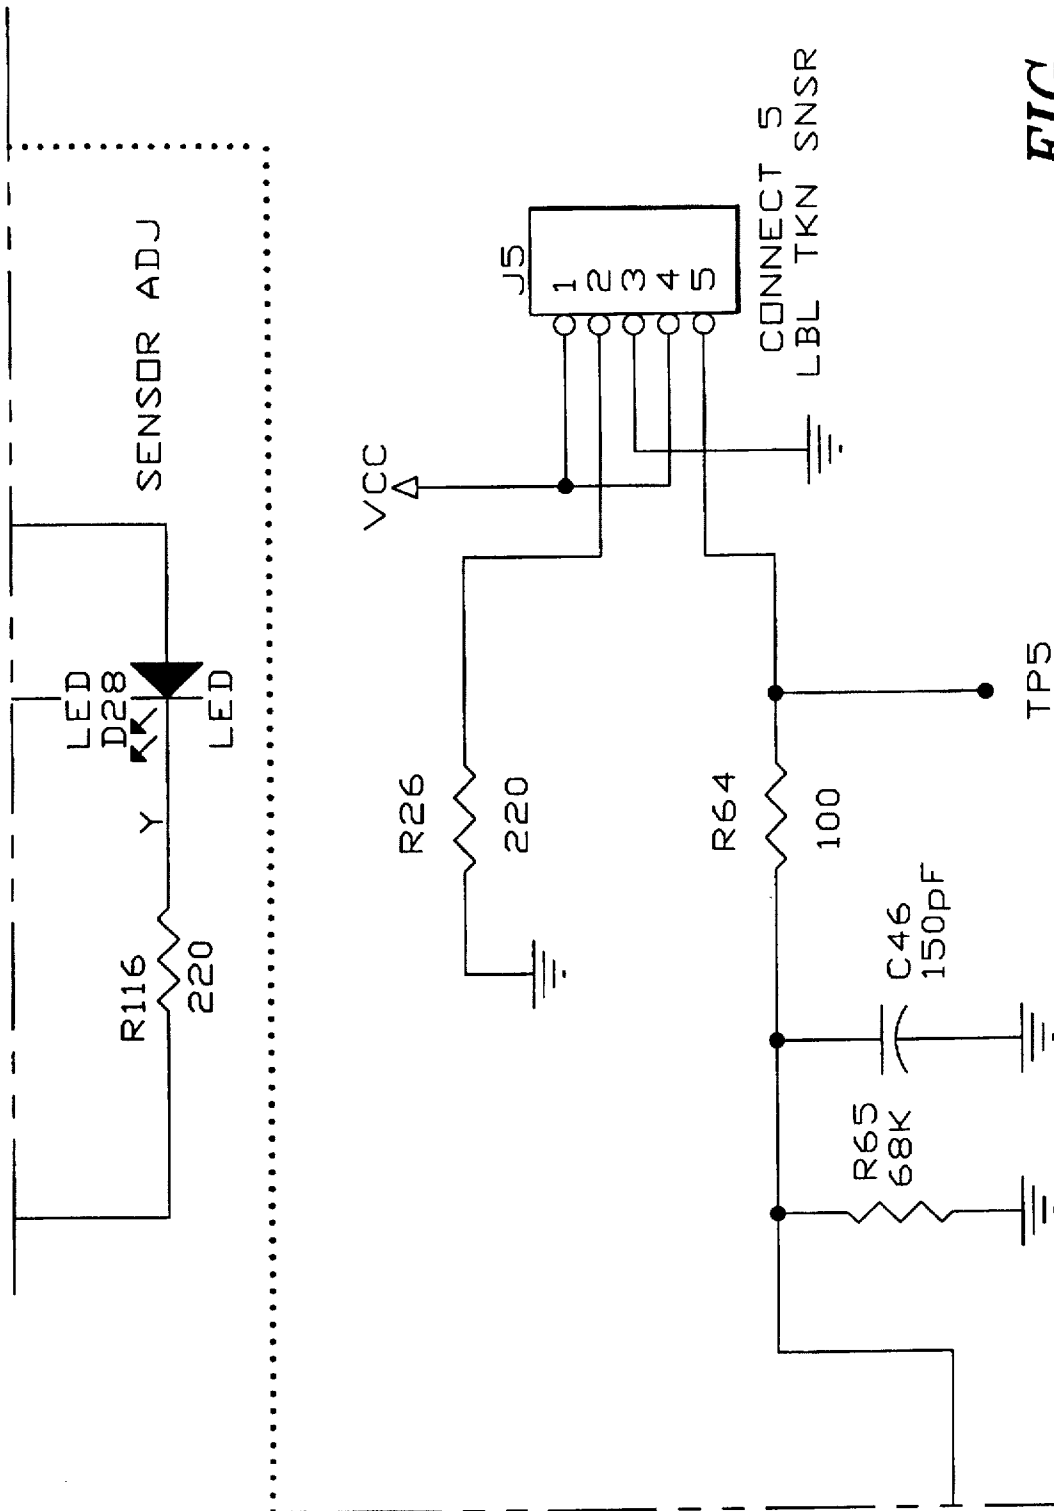 SENSOR ADJ
LED
D28
LED
Y
R116
220
VCC
J5
1
2
3
4
5
CONNECT 5
LBL TKN SNSR
R26
220
R64
100
TP5
C46
150pF
R65
68K
FIG